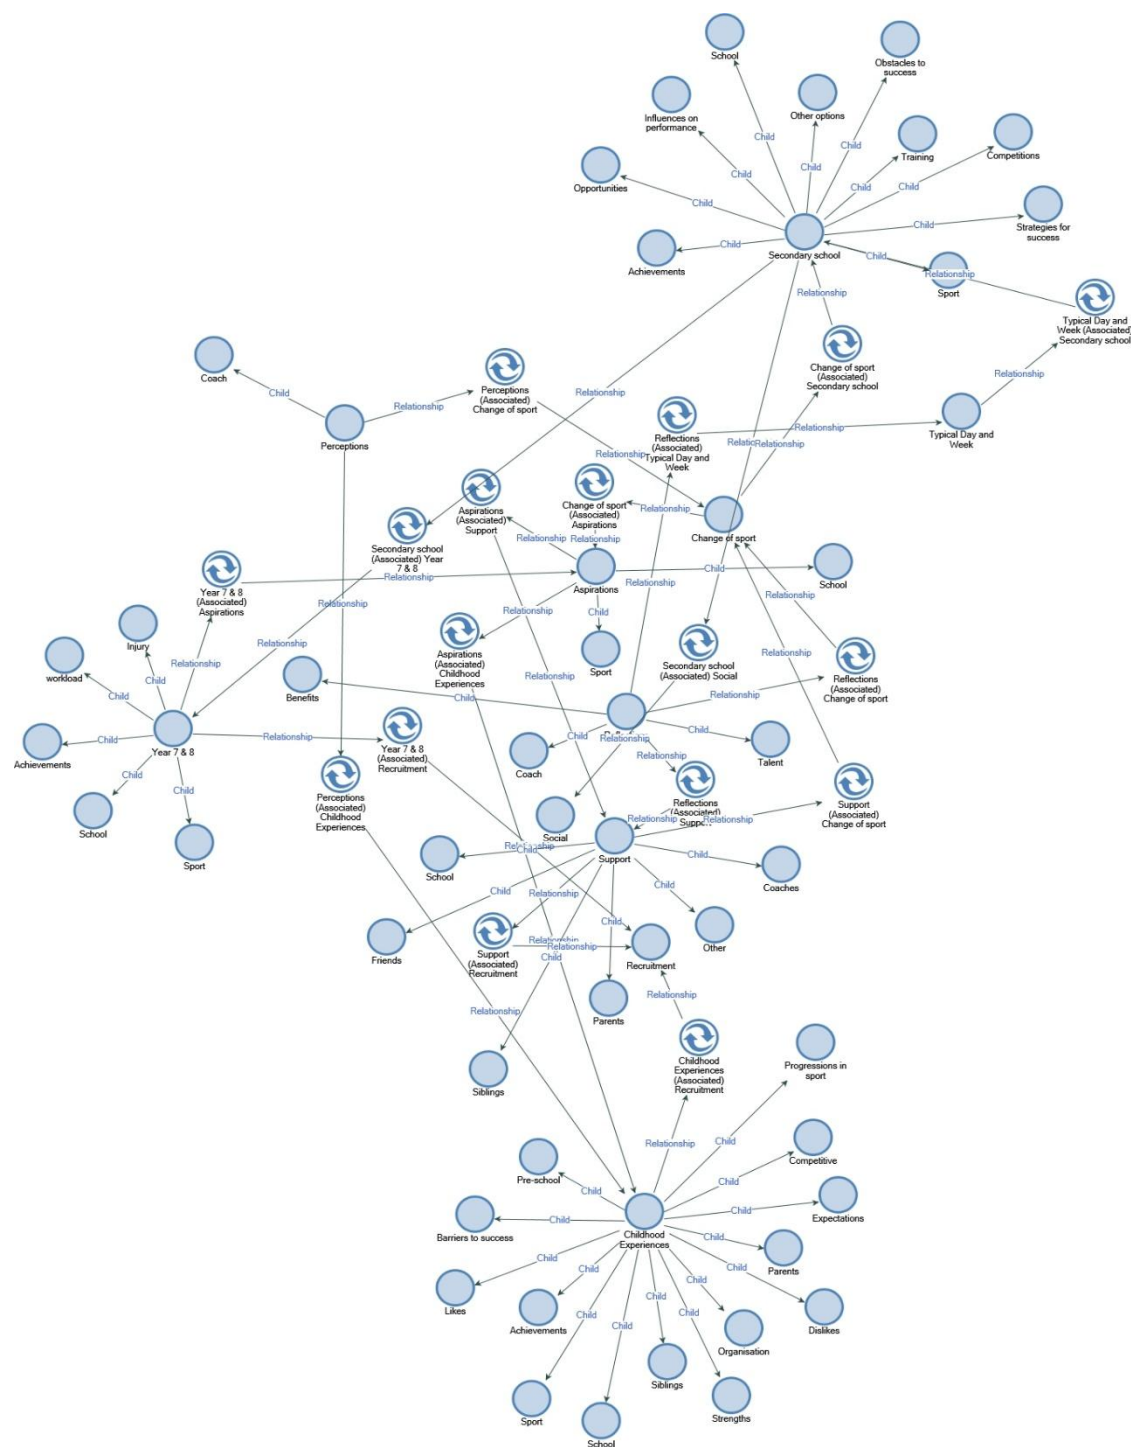 School
Obstacles to
success
Influences on
performance
Other options
Training
Competitions
Child
Child
Child
Child
Child
Child
Opportunities
Child
Child
Strategies for
success
Achievements
Child
Secondary school
Child
Relationship
Sport
Relationship
Typical Day and
Week (Associated)
Secondary school
Coach
Child
Perceptions
Relationship
Perceptions
(Associated)
Change of sport
Relationship
Change of sport
(Associated)
Secondary school
Relationship
Reflections
(Associated)
Typical Day and
Week
Relationship
Relationship
Typical Day and
Week
Relationship
Aspirations
(Associated)
Support
Change of sport
(Associated)
Aspirations
Relationship
Change of sport
Secondary school
(Associated) Year
7 & 8
Relationship
Relationship
Year 7 & 8
(Associated)
Aspirations
Relationship
Aspirations
Child
School
Relationship
Relationship
Relationship
Relationship
Child
Injury
Relationship
Aspirations
(Associated)
Childhood
Experiences
Sport
Secondary school
(Associated) Social
Relationship
Reflections
(Associated)
Change of sport
workload
Relationship
Child
Child
Benefits
Child
Relationship
Relationship
Achievements
Child
Year 7 & 8
Relationship
Year 7 & 8
(Associated)
Recruitment
Coach
Child
Relationship
Child
Talent
Child
Child
School
Sport
Perceptions
(Associated)
Childhood
Experiences
Social
Reflections
(Associated)
Support
Relationship
Relationship
Support
(Associated)
Change of sport
School
Relationship
Child
Support
Child
Coaches
Child
Relationship
Child
Child
Friends
Support
(Associated)
Recruitment
Relationship
Relationship
Child
Recruitment
Other
Relationship
Parents
Relationship
Siblings
Childhood
Experiences
(Associated)
Recruitment
Progressions in
sport
Relationship
Child
Competitive
Pre-school
Child
Child
Child
Expectations
Barriers to success
Child
Childhood
Experiences
Child
Parents
Child
Child
Child
Likes
Child
Child
Child
Child
Child
Achievements
Dislikes
Organisation
Siblings
Sport
Strengths
School